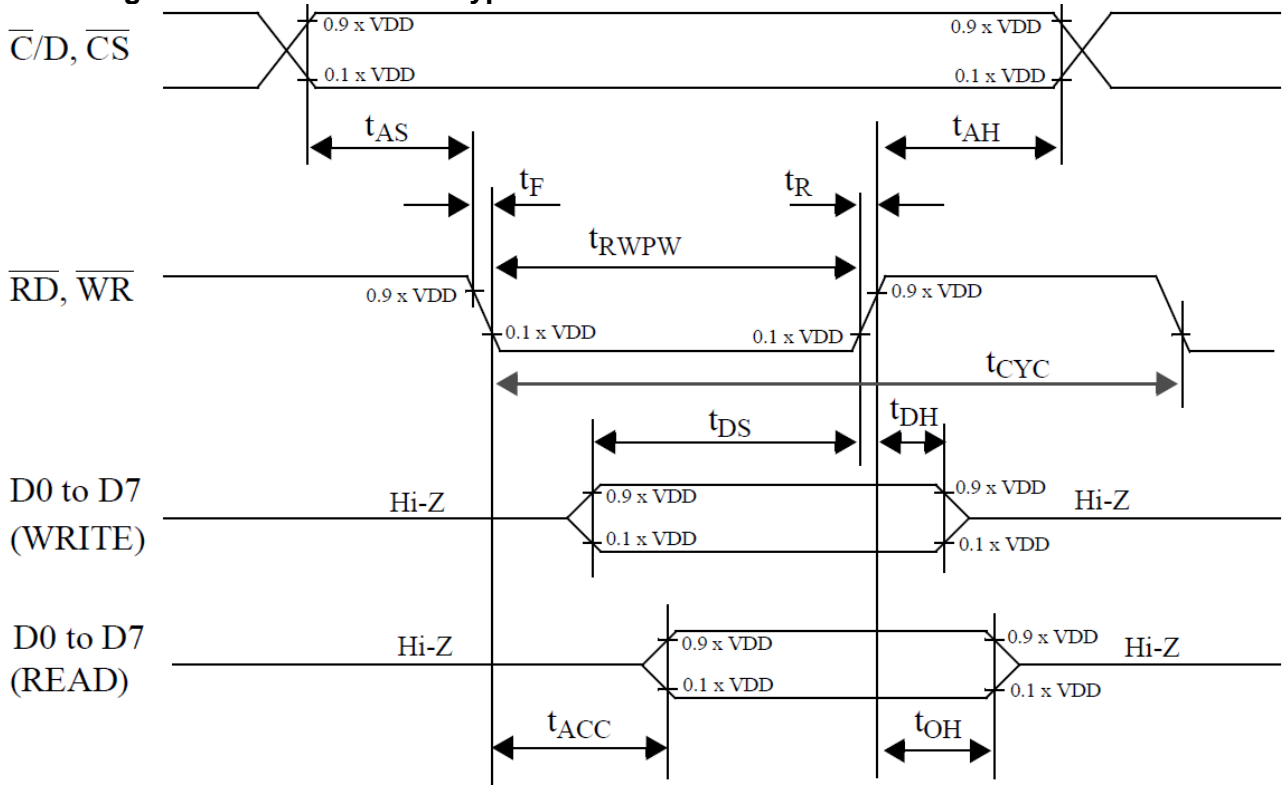 C̅/D, C̅S̅
0.9 x VDD
0.9 x VDD
0.1 x VDD
0.1 x VDD
tAS
tAH
tF
tR
tRWPW
R̅D̅, W̅R̅
0.9 x VDD
0.9 x VDD
0.1 x VDD
0.1 x VDD
tCYC
tDS
tDH
D0 to D7
(WRITE)
Hi-Z
0.9 x VDD
0.9 x VDD
Hi-Z
0.1 x VDD
0.1 x VDD
D0 to D7
(READ)
Hi-Z
0.9 x VDD
0.9 x VDD
Hi-Z
0.1 x VDD
0.1 x VDD
tACC
tOH